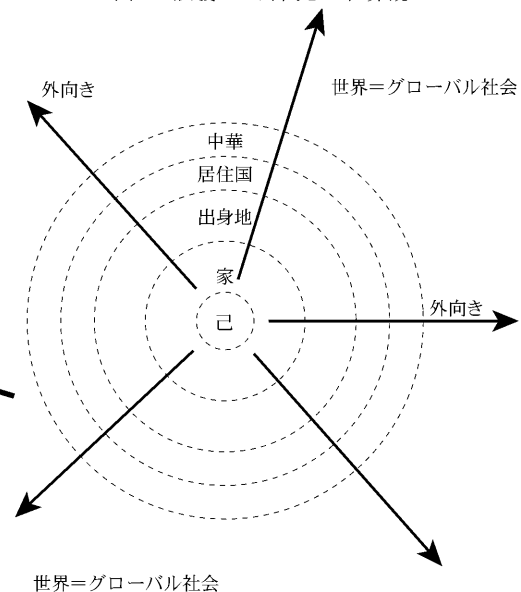 世界＝グローバル社会
外向き
中華
居住国
出身地
家
己
外向き
世界＝グローバル社会